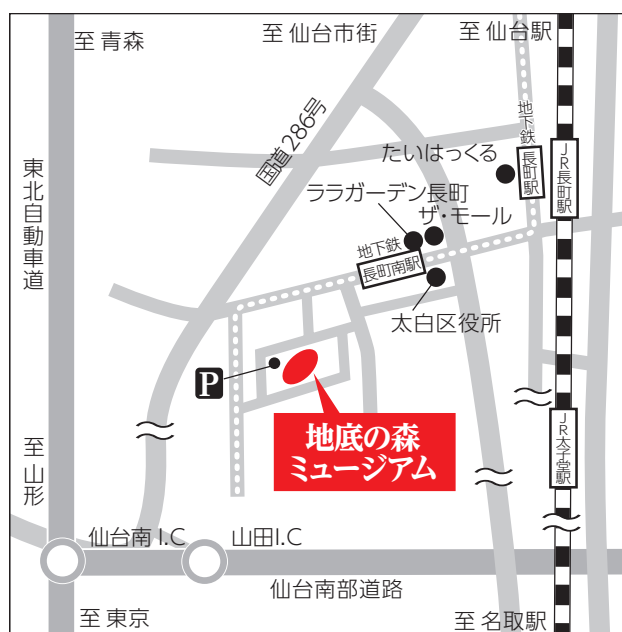 至 青森
至 仙台市街
至 仙台駅
国道286号
地下鉄
長町駅
JR長町駅
たいはっくる
東北自動車道
ララガーデン長町
ザ・モール
地下鉄
長町南駅
太白区役所
P
地底の森
ミュージアム
JR太子堂駅
至 山形
仙台南 I.C
山田I.C
仙台南部道路
至 東京
至 名取駅